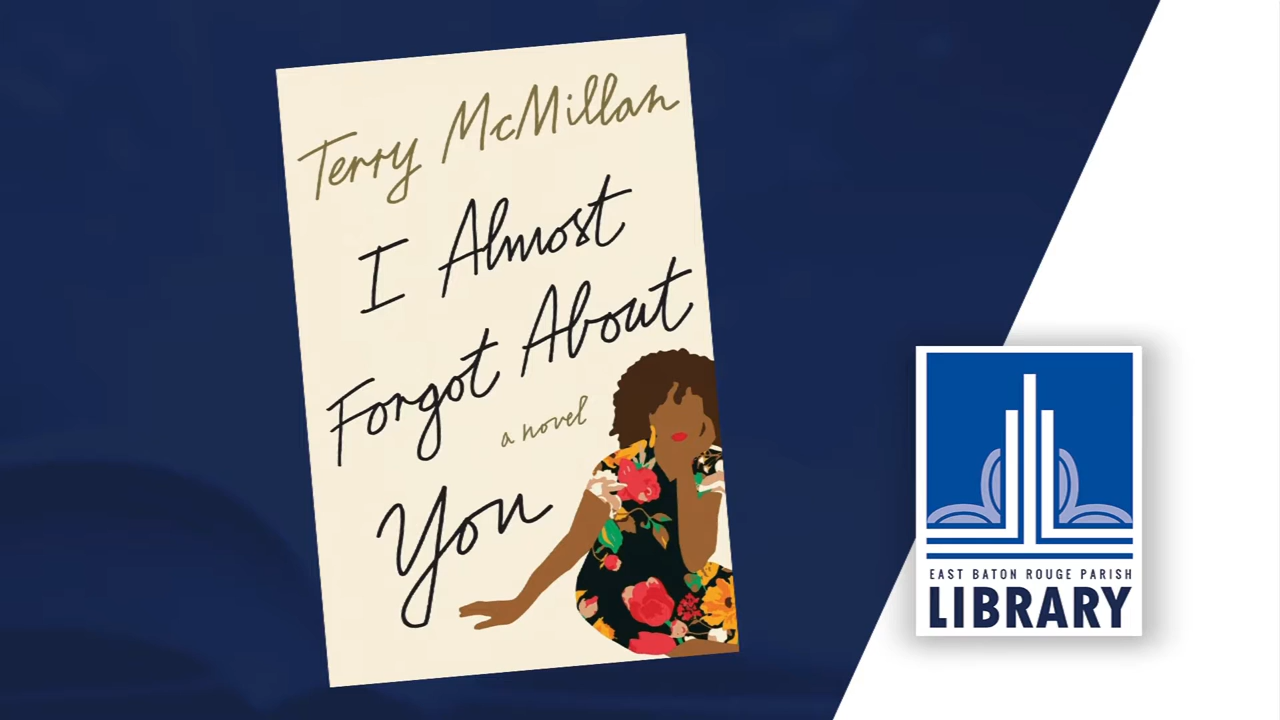 Terry McMillan
I Almost
Forgot About
a novel
You
EAST BATON ROUGE PARISH
LIBRARY